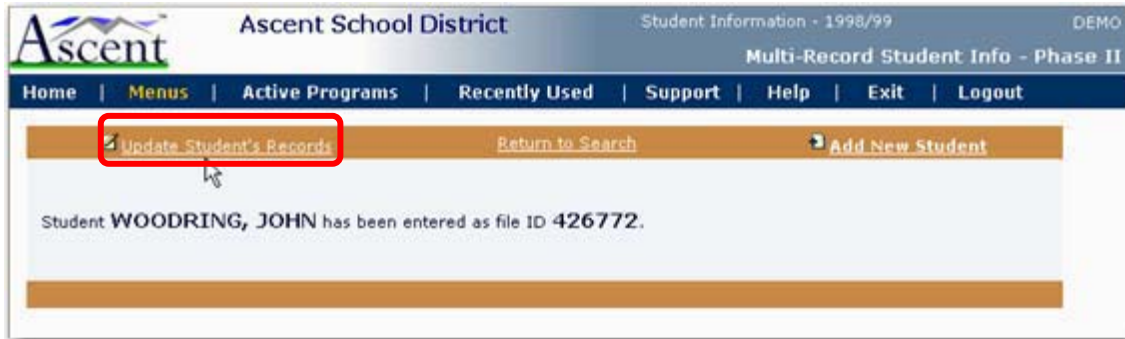 Ascent
Ascent School District
Student Information - 1998/99
DEMO
Multi-Record Student Info - Phase II
Home | Menus | Active Programs | Recently Used | Support | Help | Exit | Logout
Update Student's Records
Return to Search
Add New Student
Student WOODRING, JOHN has been entered as file ID 426772.